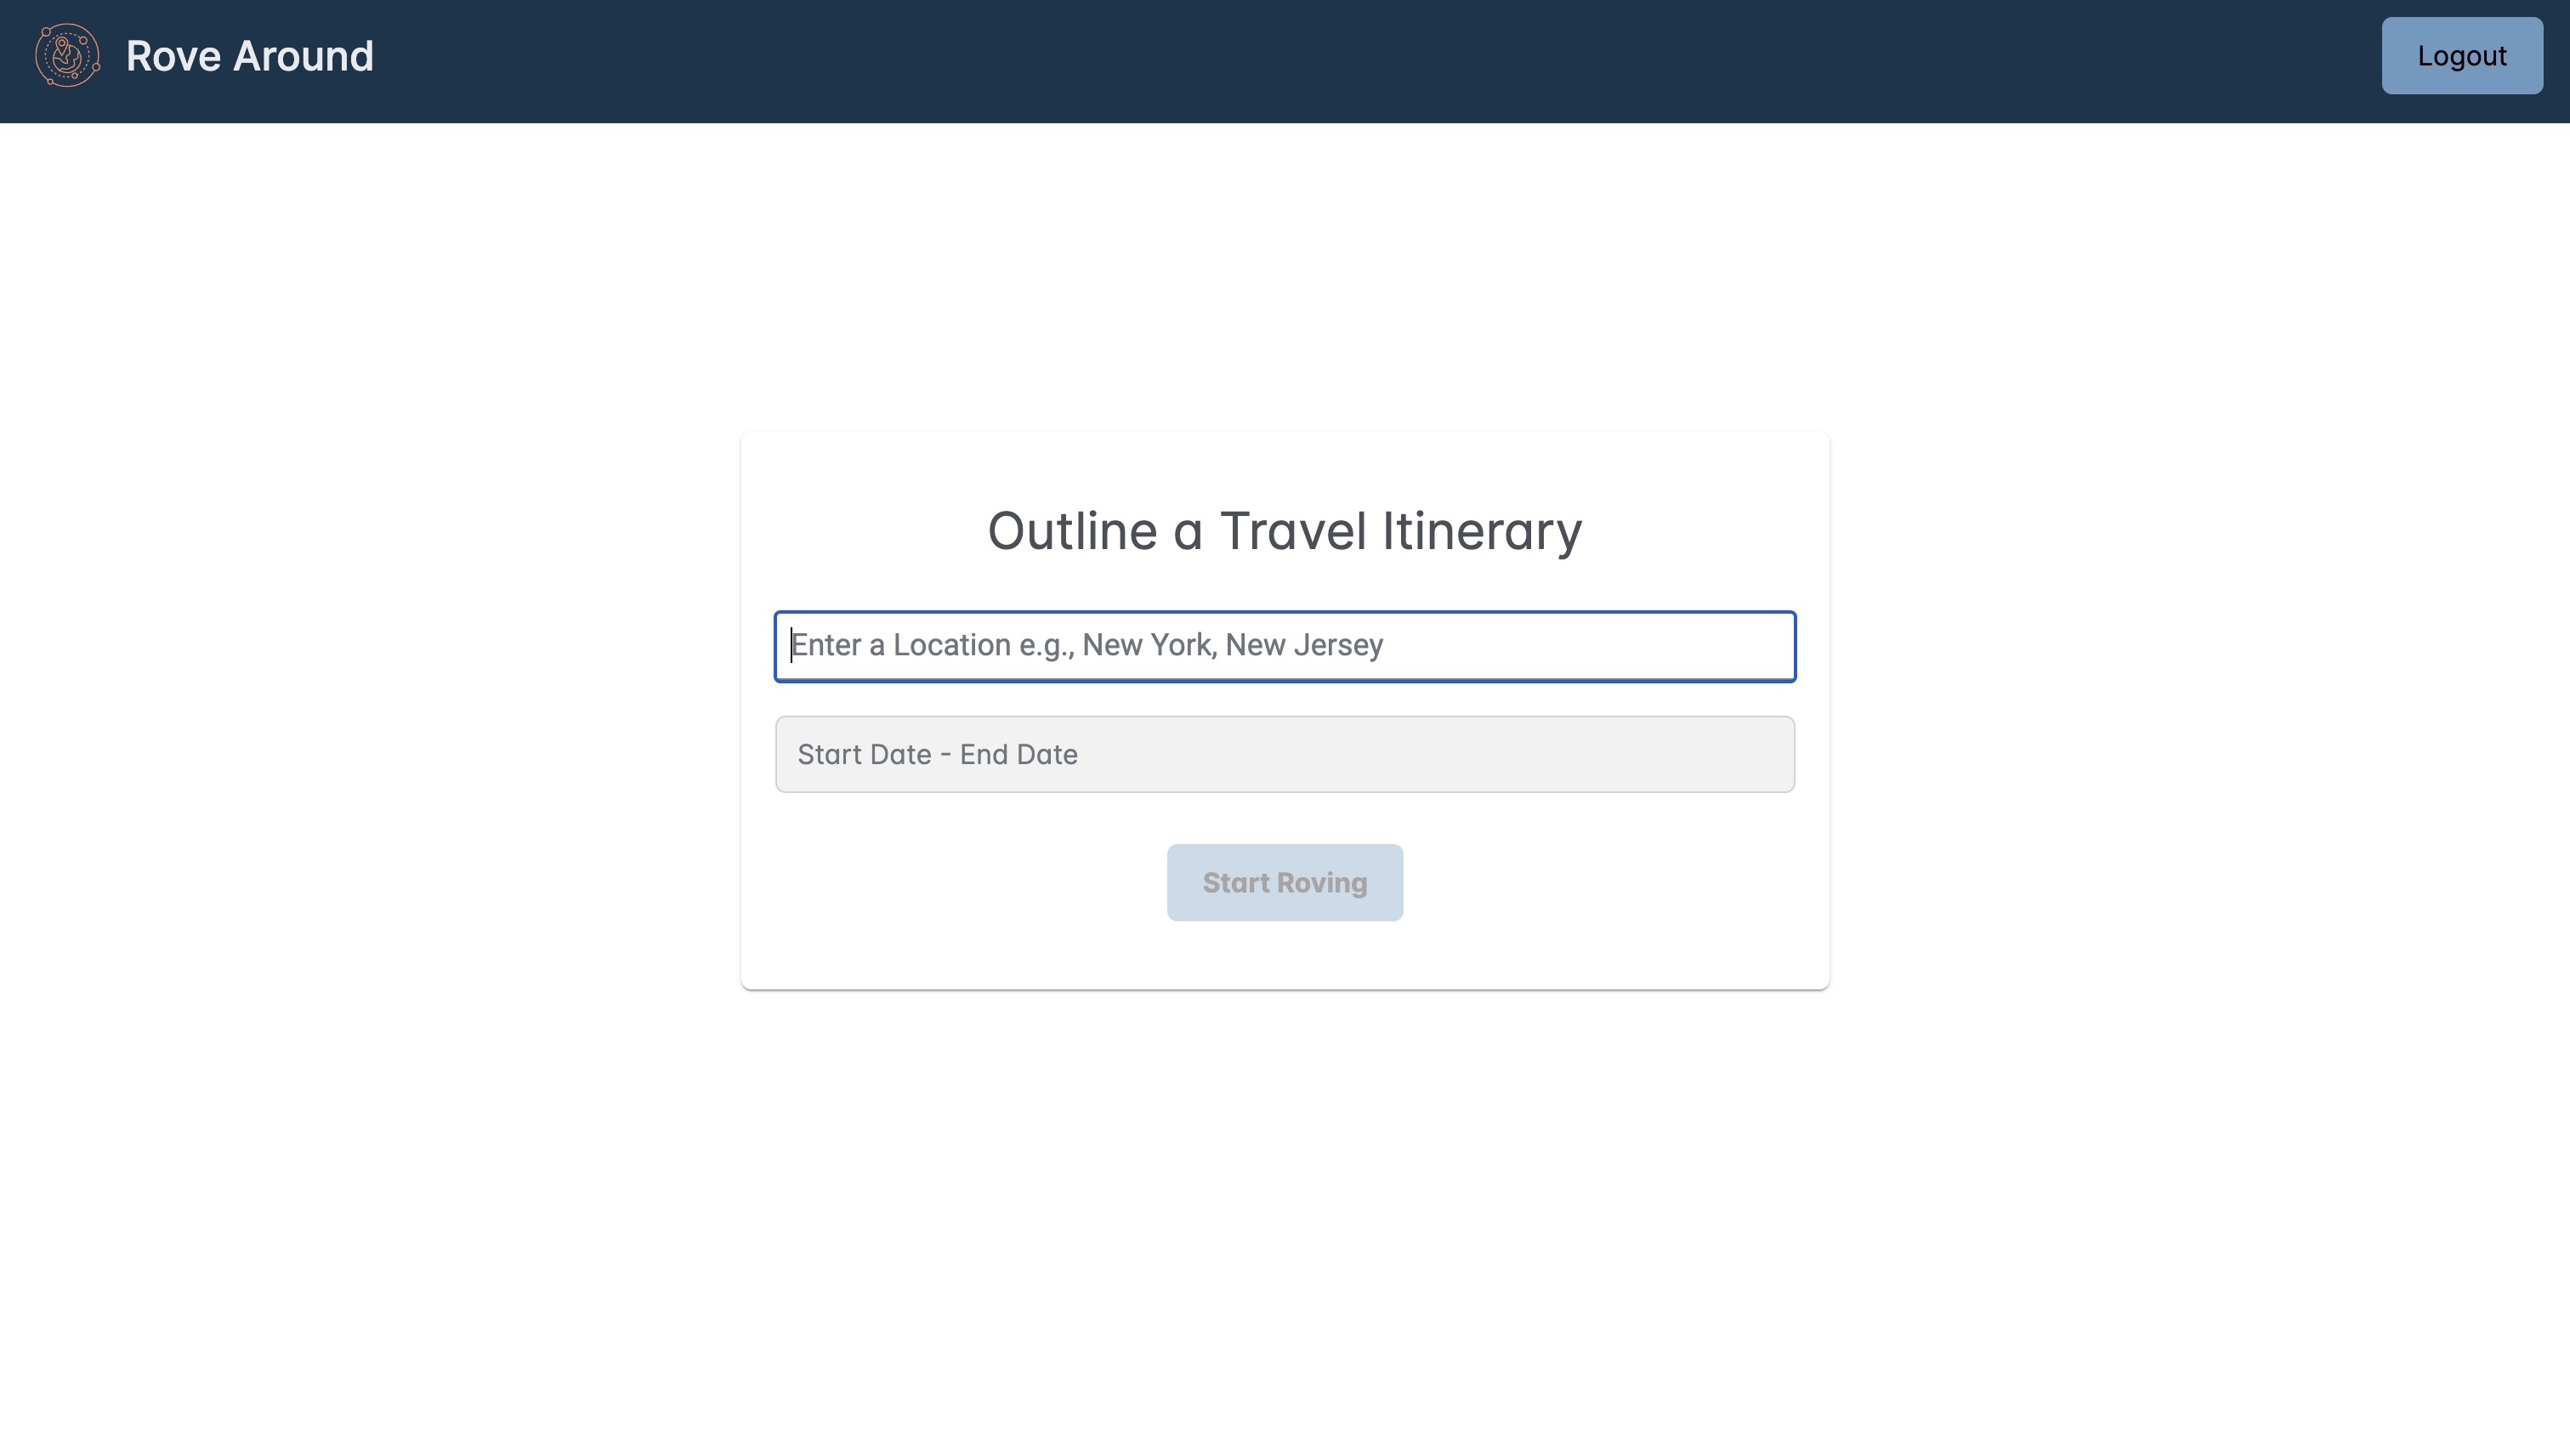 Rove Around
Logout
Outline a Travel Itinerary
Enter a Location e.g., New York, New Jersey
Start Date - End Date
Start Roving